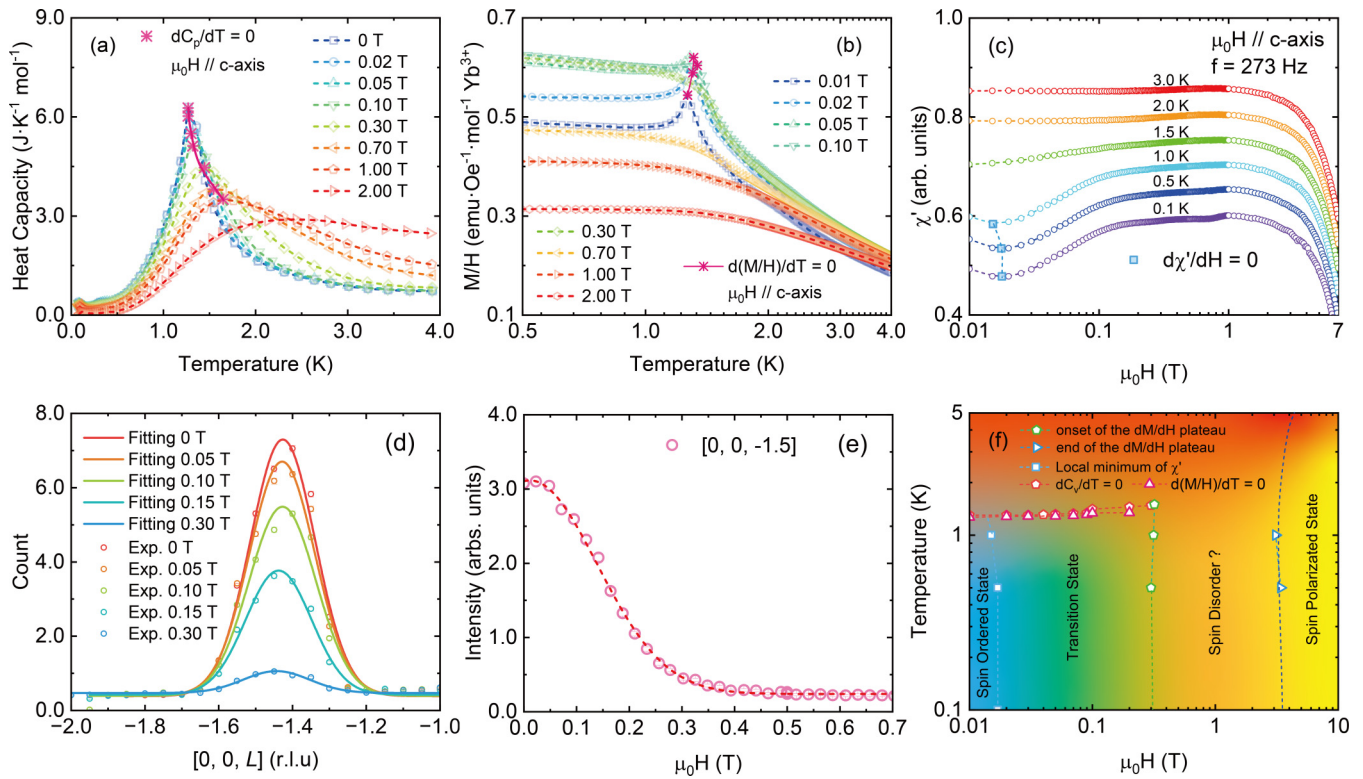 (a)
dCp/dT = 0
μ0H // c-axis
0 T
0.02 T
0.05 T
0.10 T
0.30 T
0.70 T
1.00 T
2.00 T
Heat Capacity (J·K⁻¹ mol⁻¹)
9.0
6.0
3.0
0.0
0.0 1.0 2.0 3.0 4.0
Temperature (K)
(b)
0.01 T
0.02 T
0.05 T
0.10 T
0.30 T
0.70 T
1.00 T
2.00 T
d(M/H)/dT = 0
μ0H // c-axis
M/H (emu·Oe⁻¹·mol⁻¹ Yb³⁺)
0.7
0.5
0.3
0.1
0.5 1.0 2.0 3.0 4.0
Temperature (K)
(c)
μ0H // c-axis
f = 273 Hz
3.0 K
2.0 K
1.5 K
1.0 K
0.5 K
0.1 K
dχ'/dH = 0
χ' (arb. units)
1.0
0.8
0.6
0.4
0.01 0.1 1 7
μ0H (T)
(d)
Fitting 0 T
Fitting 0.05 T
Fitting 0.10 T
Fitting 0.15 T
Fitting 0.30 T
Exp. 0 T
Exp. 0.05 T
Exp. 0.10 T
Exp. 0.15 T
Exp. 0.30 T
Count
8.0
6.0
4.0
2.0
0.0
-2.0 -1.8 -1.6 -1.4 -1.2 -1.0
[0, 0, L] (r.l.u)
(e)
[0, 0, -1.5]
Intensity (arbs. units)
4.0
3.0
2.0
1.0
0.0
0.0 0.1 0.2 0.3 0.4 0.5 0.6 0.7
μ0H (T)
(f)
onset of the dM/dH plateau
end of the dM/dH plateau
Local minimum of χ'
dCv/dT = 0
d(M/H)/dT = 0
Spin Ordered State
Transition State
Spin Disorder ?
Spin Polarizated State
Temperature (K)
5
1
0.1
0.01 0.1 1 10
μ0H (T)